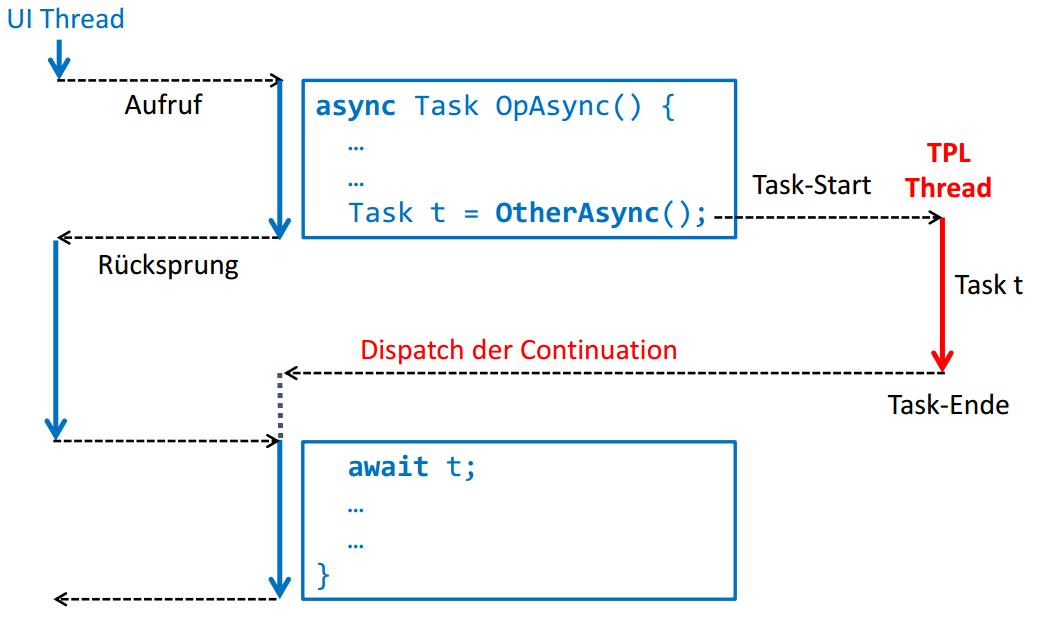 UI Thread
Aufruf
async Task OpAsync() {
…
…
Task t = OtherAsync();
Task-Start
TPL
Thread
Rücksprung
Task t
Dispatch der Continuation
Task-Ende
await t;
…
…
}